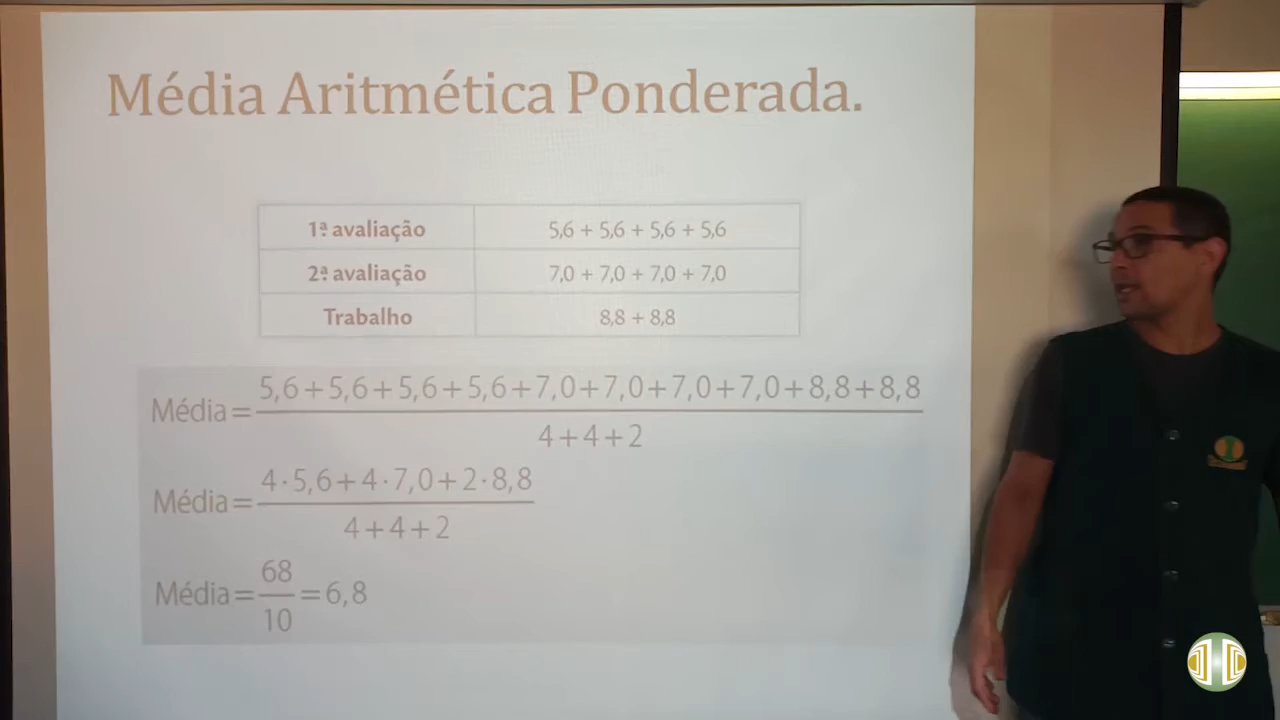 Média Aritmética Ponderada.
1ª avaliação 5,6 + 5,6 + 5,6 + 5,6
2ª avaliação 7,0 + 7,0 + 7,0 + 7,0
Trabalho 8,8 + 8,8
Média = 5,6+5,6+5,6+5,6+7,0+7,0+7,0+7,0+8,8+8,8
4+4+2
Média = 4·5,6+4·7,0+2·8,8
4+4+2
Média = 68
10 = 6,8